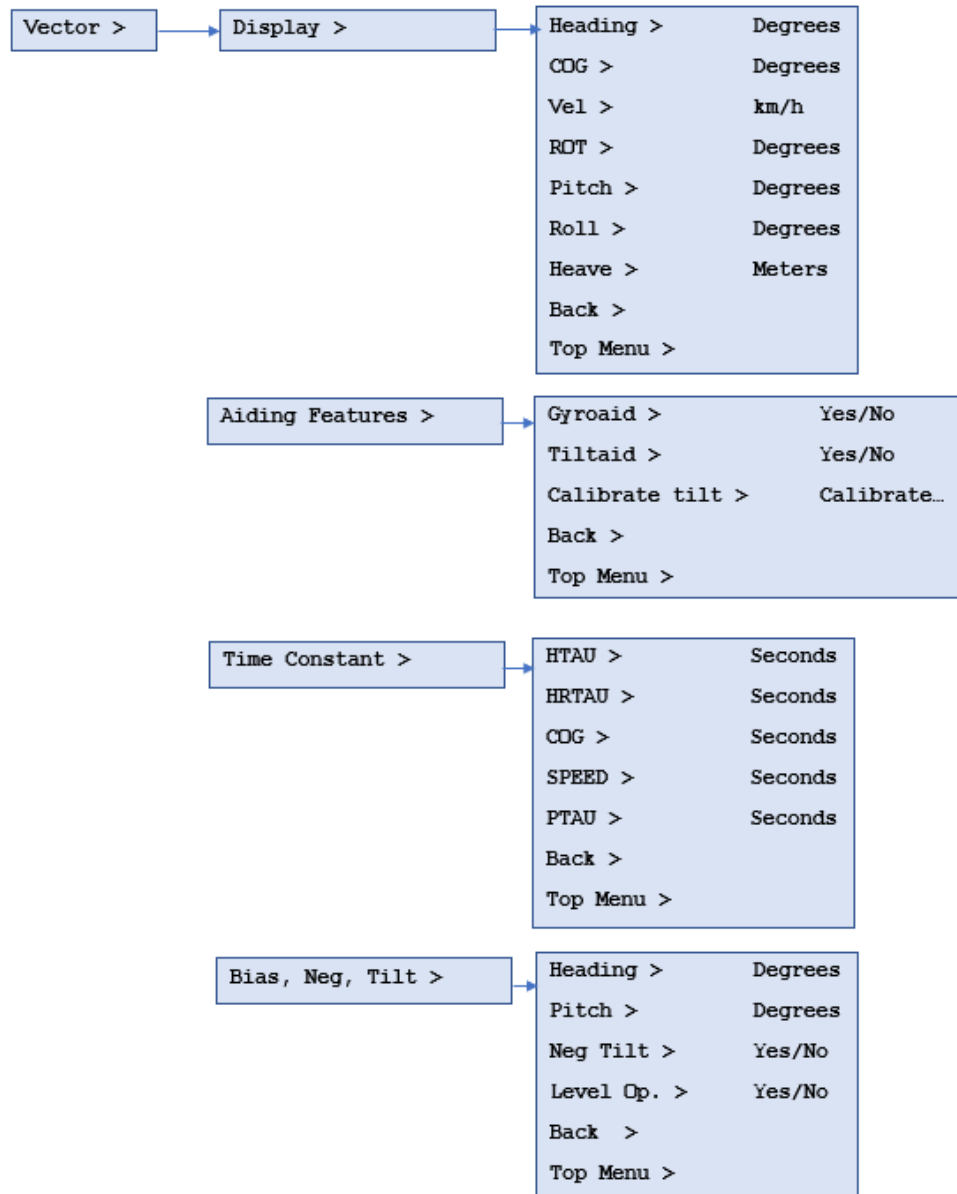 Vector > Display > Heading > Degrees
COG > Degrees
Vel > km/h
ROT > Degrees
Pitch > Degrees
Roll > Degrees
Heave > Meters
Back >
Top Menu >
Aiding Features > Gyroaid > Yes/No
Tiltaid > Yes/No
Calibrate tilt > Calibrate…
Back >
Top Menu >
Time Constant > HTAU > Seconds
HRTAU > Seconds
COG > Seconds
SPEED > Seconds
PTAU > Seconds
Back >
Top Menu >
Bias, Neg, Tilt > Heading > Degrees
Pitch > Degrees
Neg Tilt > Yes/No
Level Op. > Yes/No
Back >
Top Menu >